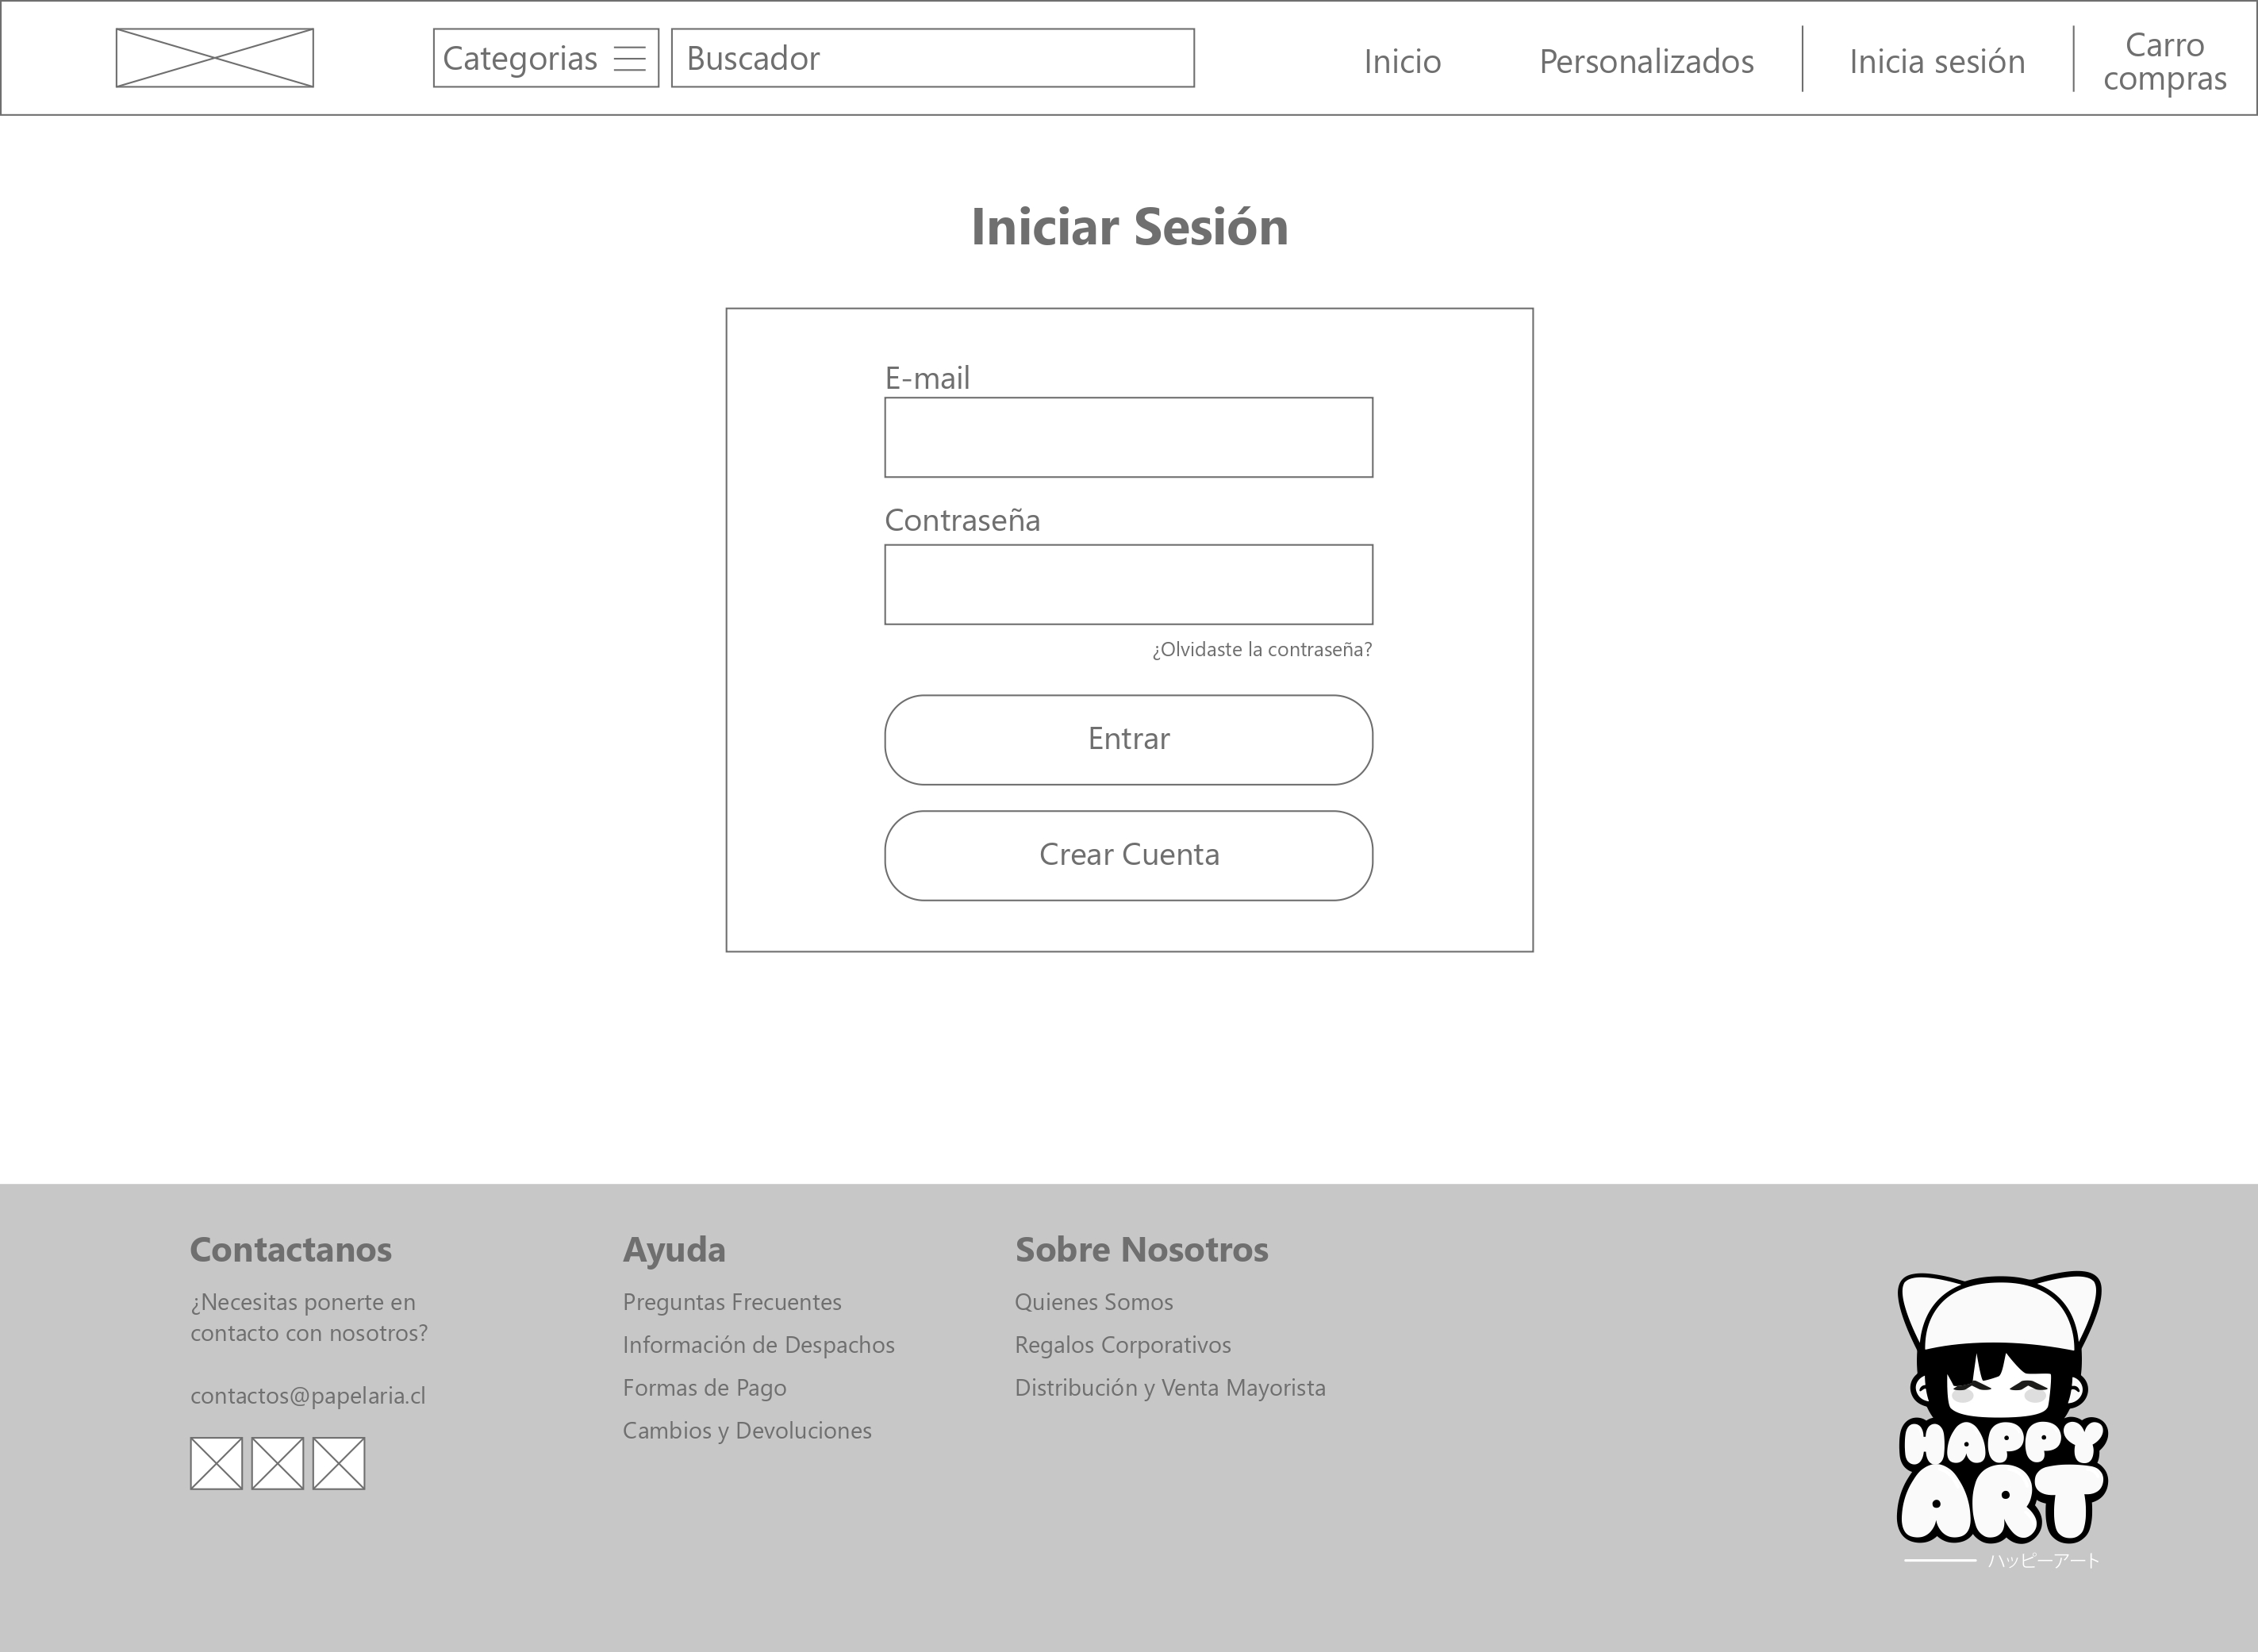 Categorias
Buscador
Inicio
Personalizados
Inicia sesión
Carro
compras
Iniciar Sesión
E-mail
Contraseña
¿Olvidaste la contraseña?
Entrar
Crear Cuenta
Contactanos
¿Necesitas ponerte en
contacto con nosotros?
contactos@papelaria.cl
Ayuda
Preguntas Frecuentes
Información de Despachos
Formas de Pago
Cambios y Devoluciones
Sobre Nosotros
Quienes Somos
Regalos Corporativos
Distribución y Venta Mayorista
HAPPY
ART
ハッピーアート